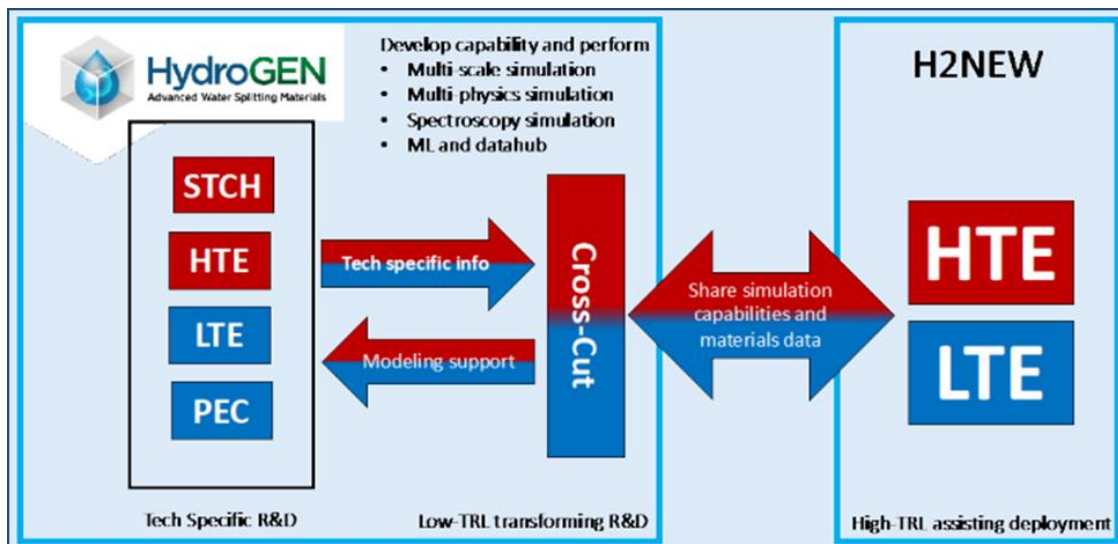 HydroGEN
Advanced Water Splitting Materials
Develop capability and perform
• Multi-scale simulation
• Multi-physics simulation
• Spectroscopy simulation
• ML and datahub
STCH
HTE
LTE
PEC
Tech Specific R&D
Tech specific info
Modeling support
Cross-Cut
Low-TRL transforming R&D
Share simulation
capabilities and
materials data
H2NEW
HTE
LTE
High-TRL assisting deployment